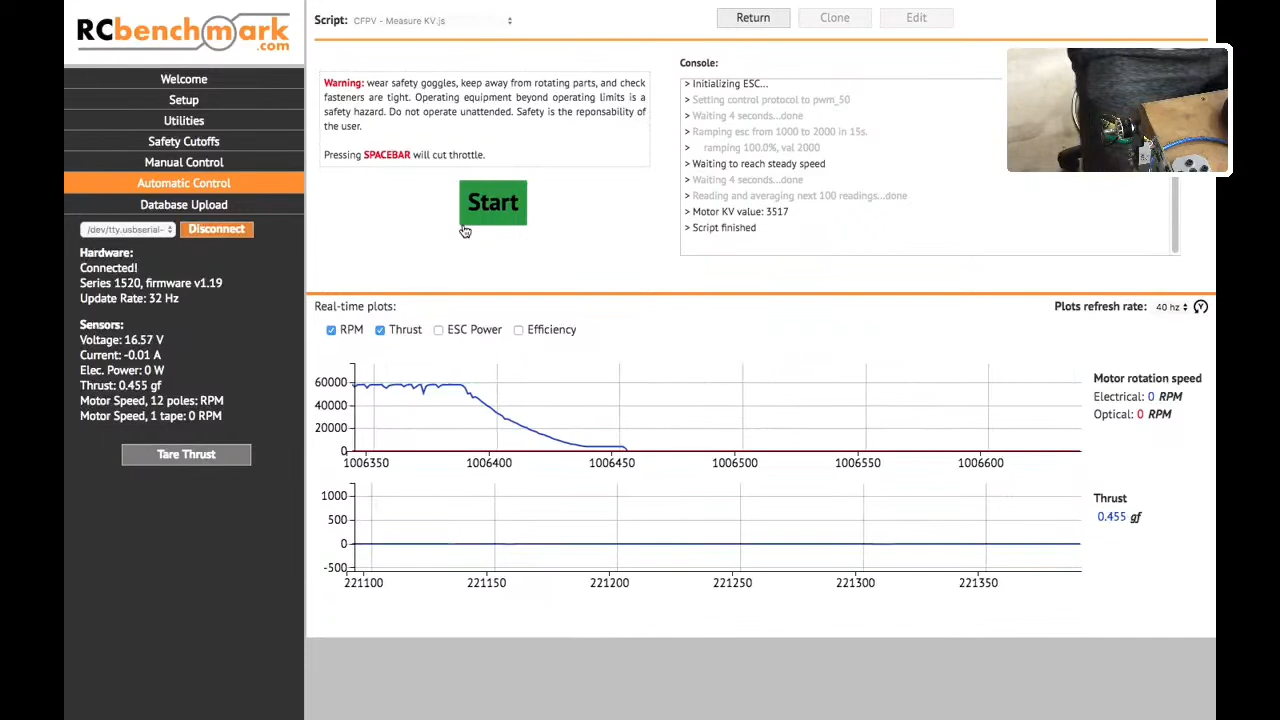 RCbenchmark
.com
Script: CFPV - Measure KV.js
Return
Clone
Edit
Welcome
Setup
Utilities
Safety Cutoffs
Manual Control
Automatic Control
Database Upload
/dev/tty.usbserial-
Disconnect
Hardware:
Connected!
Series 1520, firmware v1.19
Update Rate: 32 Hz
Sensors:
Voltage: 16.57 V
Current: -0.01 A
Elec. Power: 0 W
Thrust: 0.455 gf
Motor Speed, 12 poles: RPM
Motor Speed, 1 tape: 0 RPM
Tare Thrust
Warning: wear safety goggles, keep away from rotating parts, and check
fasteners are tight. Operating equipment beyond operating limits is a
safety hazard. Do not operate unattended. Safety is the reponsability of
the user.
Pressing SPACEBAR will cut throttle.
Start
Console:
> Initializing ESC...
> Setting control protocol to pwm_50
> Waiting 4 seconds...done
> Ramping esc from 1000 to 2000 in 15s.
> ramping 100.0%, val 2000
> Waiting to reach steady speed
> Waiting 4 seconds...done
> Reading and averaging next 100 readings...done
> Motor KV value: 3517
> Script finished
Real-time plots:
Plots refresh rate: 40 hz
RPM
Thrust
ESC Power
Efficiency
60000
40000
20000
0
1006350
1006400
1006450
1006500
1006550
1006600
Motor rotation speed
Electrical: 0 RPM
Optical: 0 RPM
1000
500
0
-500
221100
221150
221200
221250
221300
221350
Thrust
0.455 gf